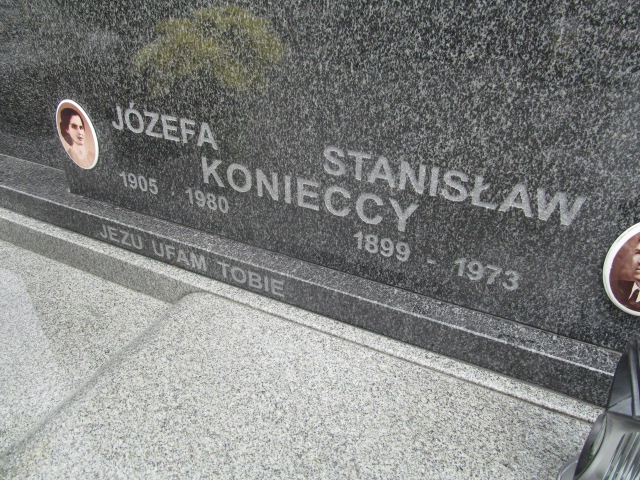 JÓZEFA STANISŁAW
KONIECCY
1905 - 1980 1899 - 1973
JEZU UFAM TOBIE